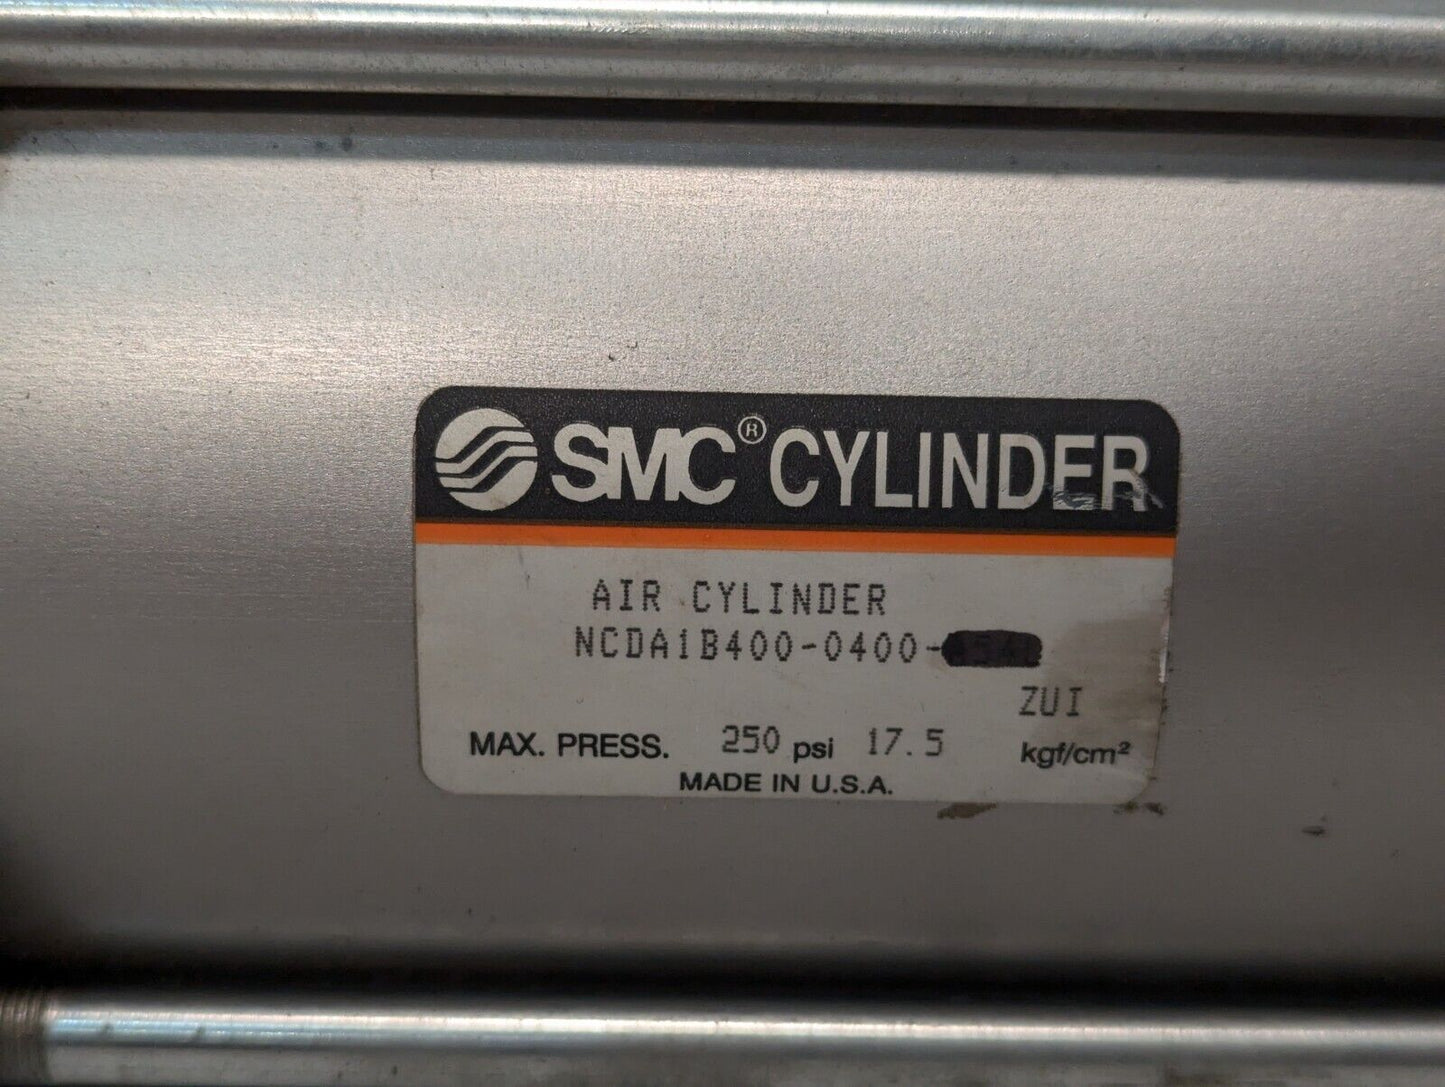 SMC® CYLINDER
AIR CYLINDER
NCDA1B400-0400-
ZUI
MAX. PRESS. 250 psi 17.5 kgf/cm²
MADE IN U.S.A.